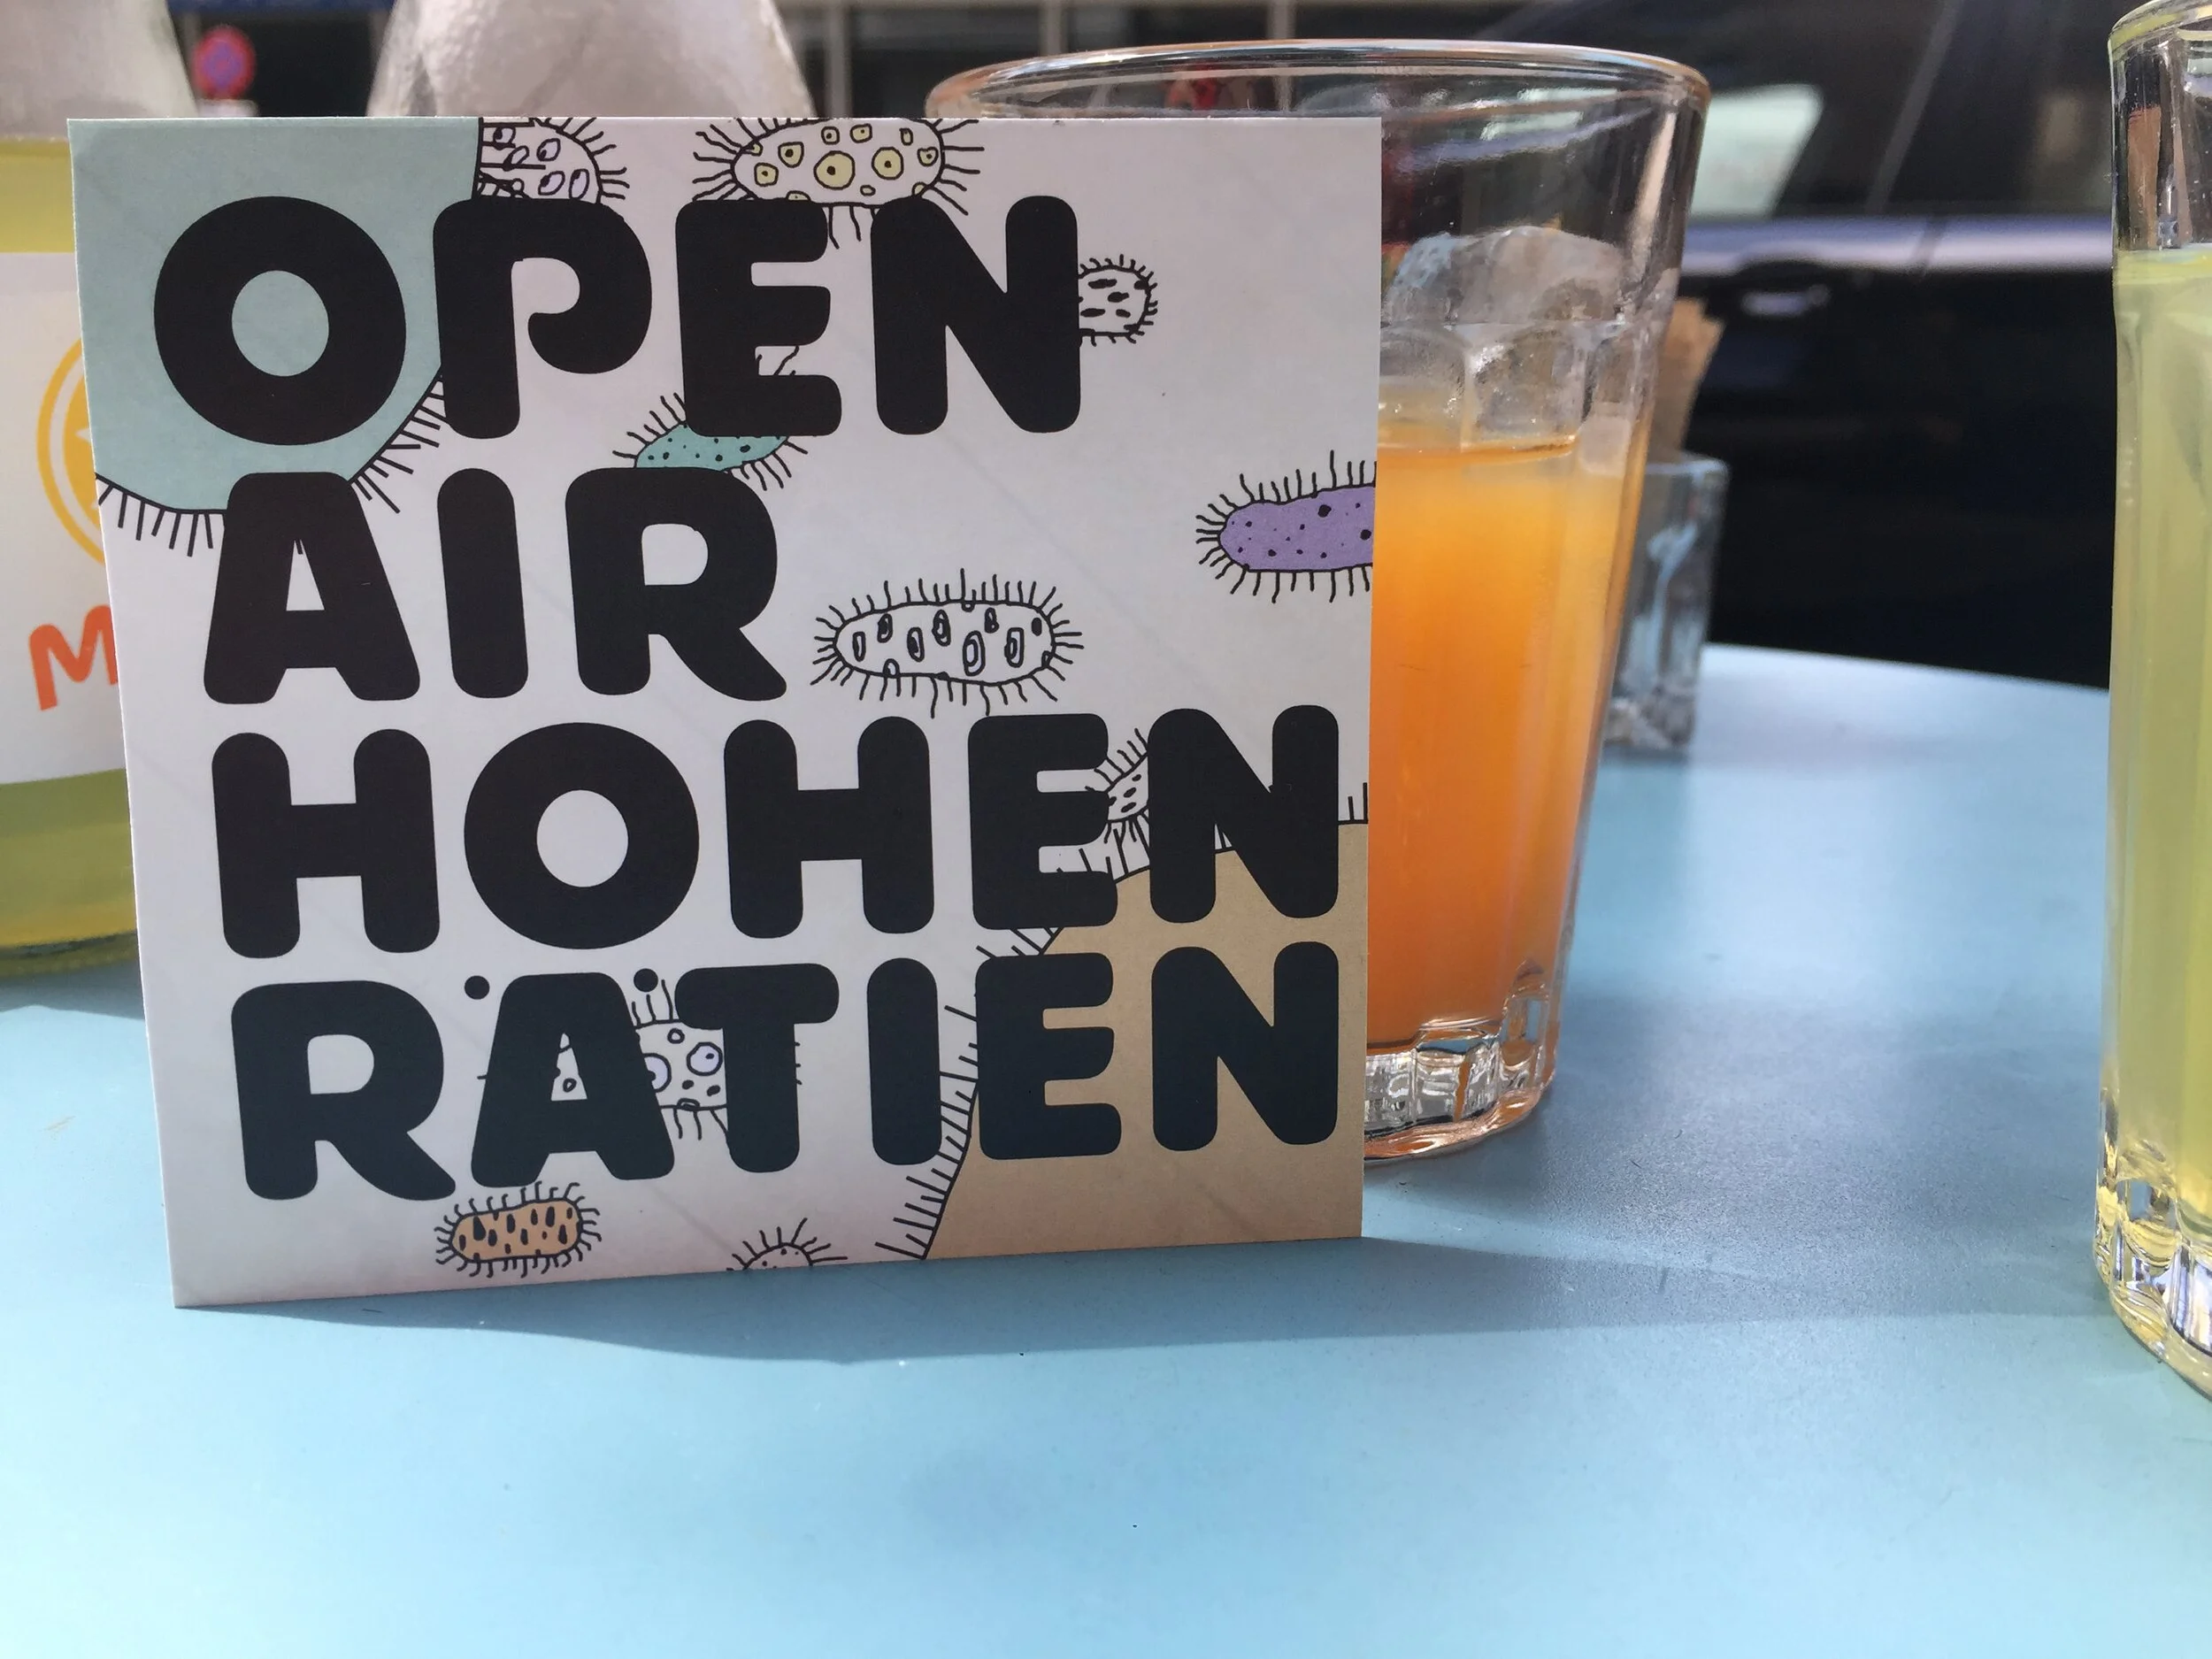 OPEN
AIR
HOHEN
RÄTIEN
M